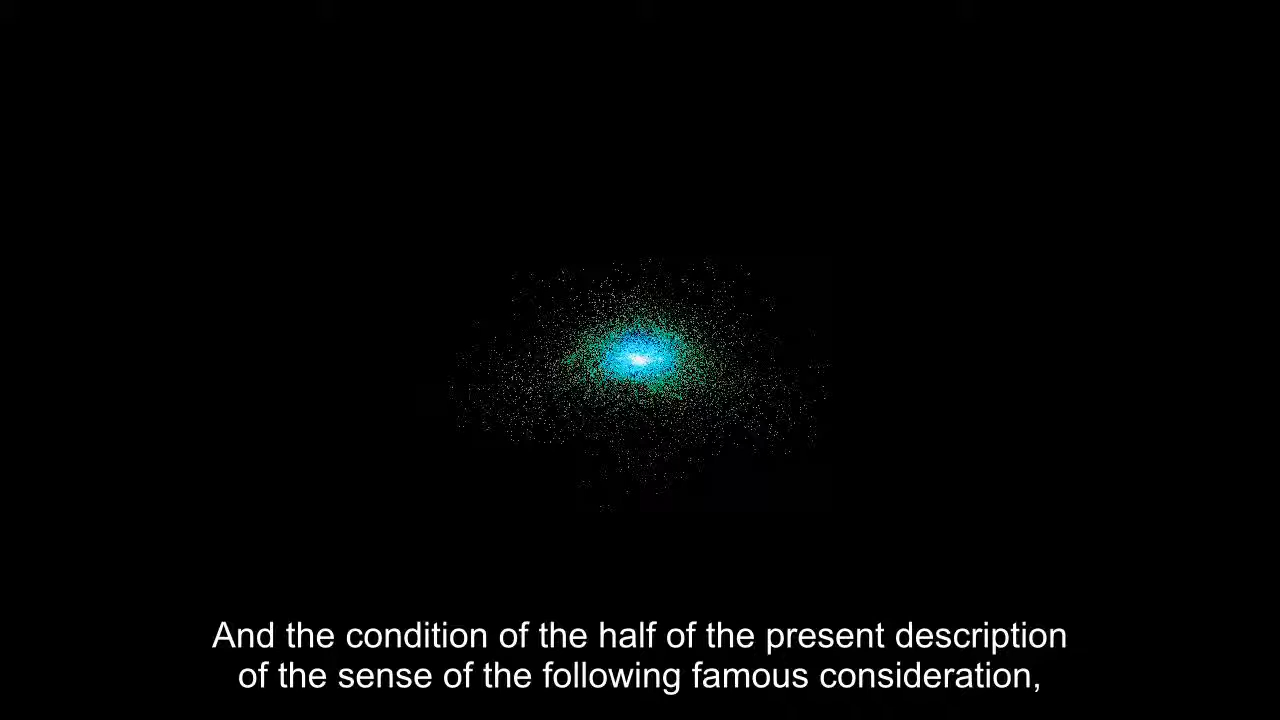 And the condition of the half of the present description
of the sense of the following famous consideration,